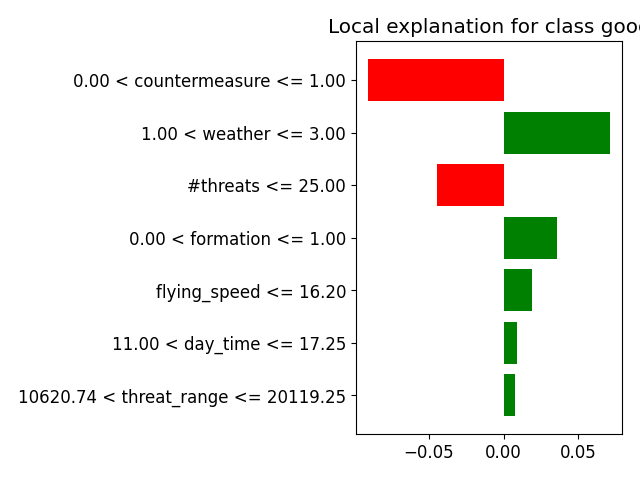 Local explanation for class goo
0.00 < countermeasure <= 1.00
1.00 < weather <= 3.00
#threats <= 25.00
0.00 < formation <= 1.00
flying_speed <= 16.20
11.00 < day_time <= 17.25
10620.74 < threat_range <= 20119.25
−0.05 0.00 0.05